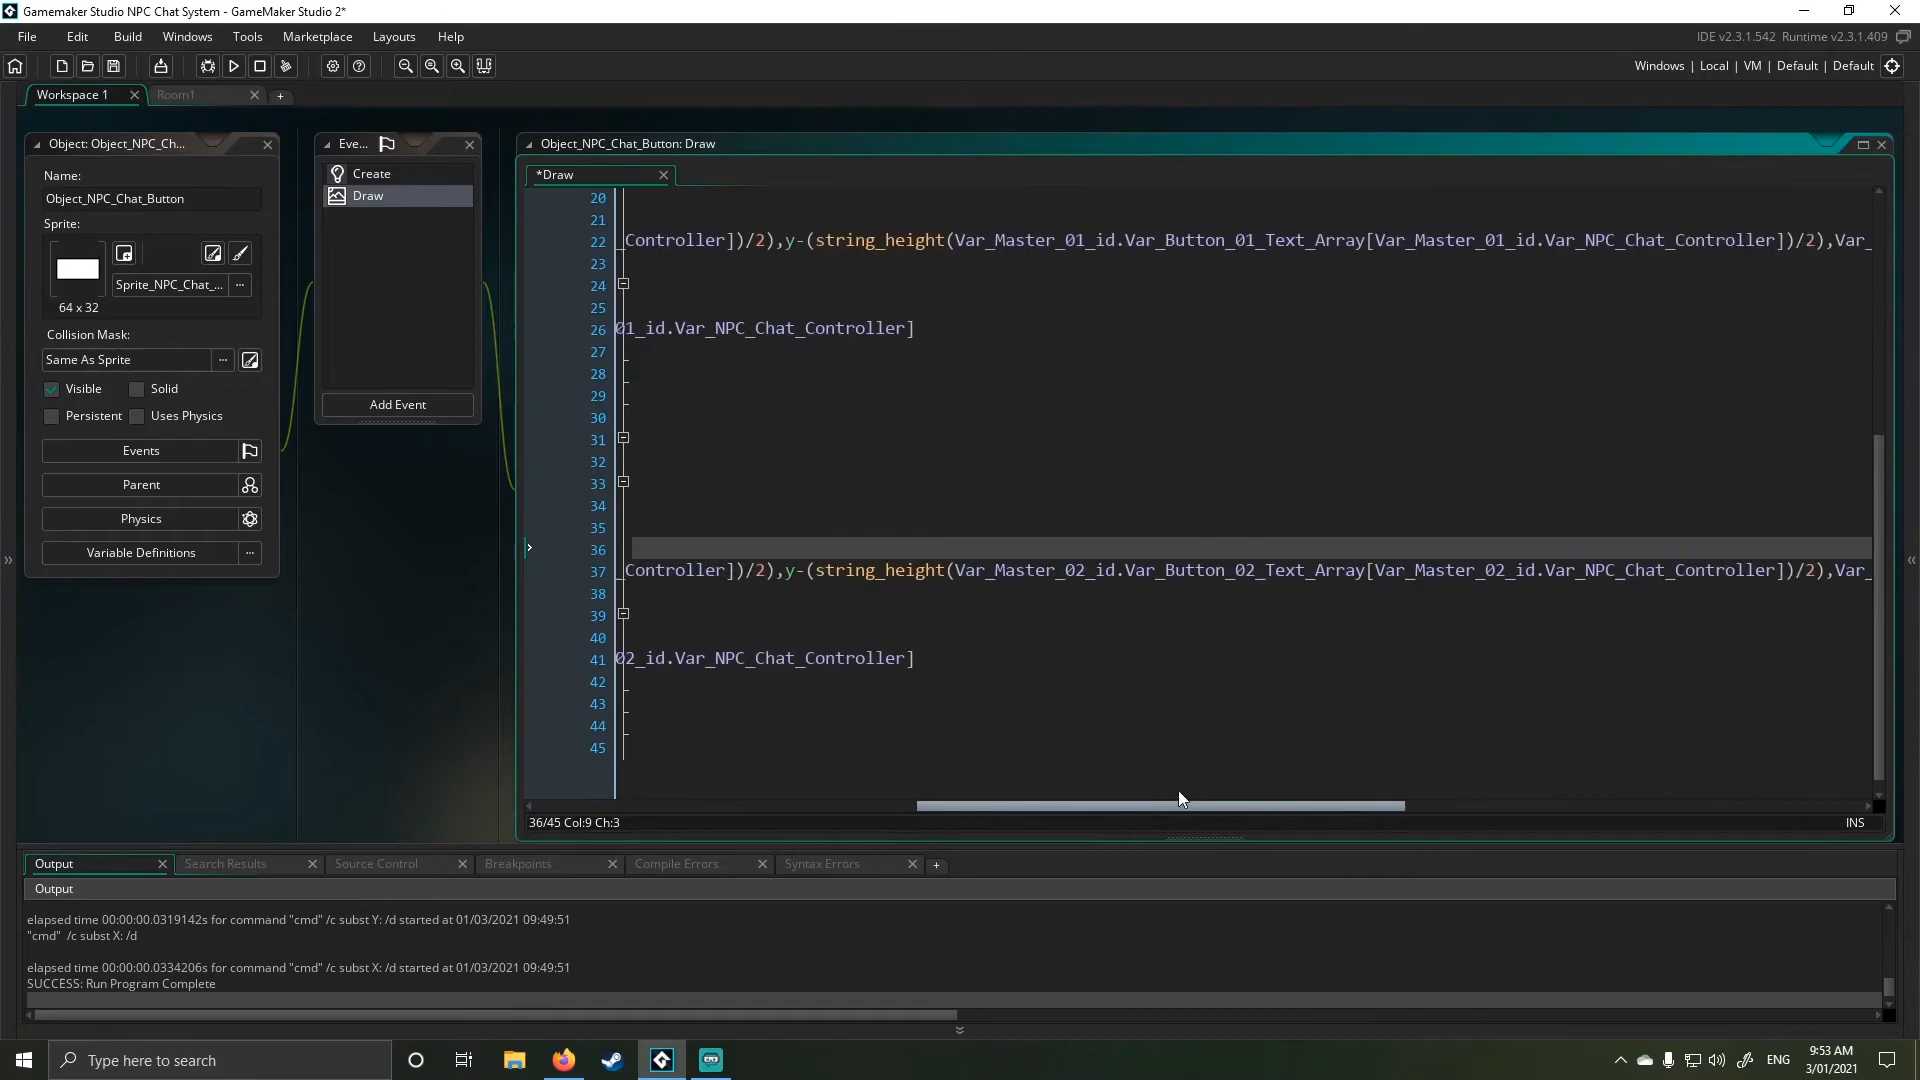 Gamemaker Studio NPC Chat System - GameMaker Studio 2*
File Edit Build Windows Tools Marketplace Layouts Help
IDE v2.3.1.542 Runtime v2.3.1.409
Windows | Local | VM | Default | Default
Workspace 1
Room1
Object: Object_NPC_Ch...
Name:
Object_NPC_Chat_Button
Sprite:
Sprite_NPC_Chat_... ...
64 x 32
Collision Mask:
Same As Sprite ...
Visible Solid
Persistent Uses Physics
Events
Parent
Physics
Variable Definitions ...
Eve...
Create
Draw
Add Event
Object_NPC_Chat_Button: Draw
*Draw
20
21
22 _Controller])/2),y-(string_height(Var_Master_01_id.Var_Button_01_Text_Array[Var_Master_01_id.Var_NPC_Chat_Controller])/2),Var_
23
24
25
26 01_id.Var_NPC_Chat_Controller]
27
28
29
30
31
32
33
34
35
36
37 _Controller])/2),y-(string_height(Var_Master_02_id.Var_Button_02_Text_Array[Var_Master_02_id.Var_NPC_Chat_Controller])/2),Var_
38
39
40
41 02_id.Var_NPC_Chat_Controller]
42
43
44
45
36/45 Col:9 Ch:3
INS
Output Search Results Source Control Breakpoints Compile Errors Syntax Errors
Output
elapsed time 00:00:00.0319142s for command "cmd" /c subst Y: /d started at 01/03/2021 09:49:51
"cmd"  /c subst X: /d
elapsed time 00:00:00.0334206s for command "cmd" /c subst X: /d started at 01/03/2021 09:49:51
SUCCESS: Run Program Complete
Type here to search
ENG
9:53 AM
3/01/2021